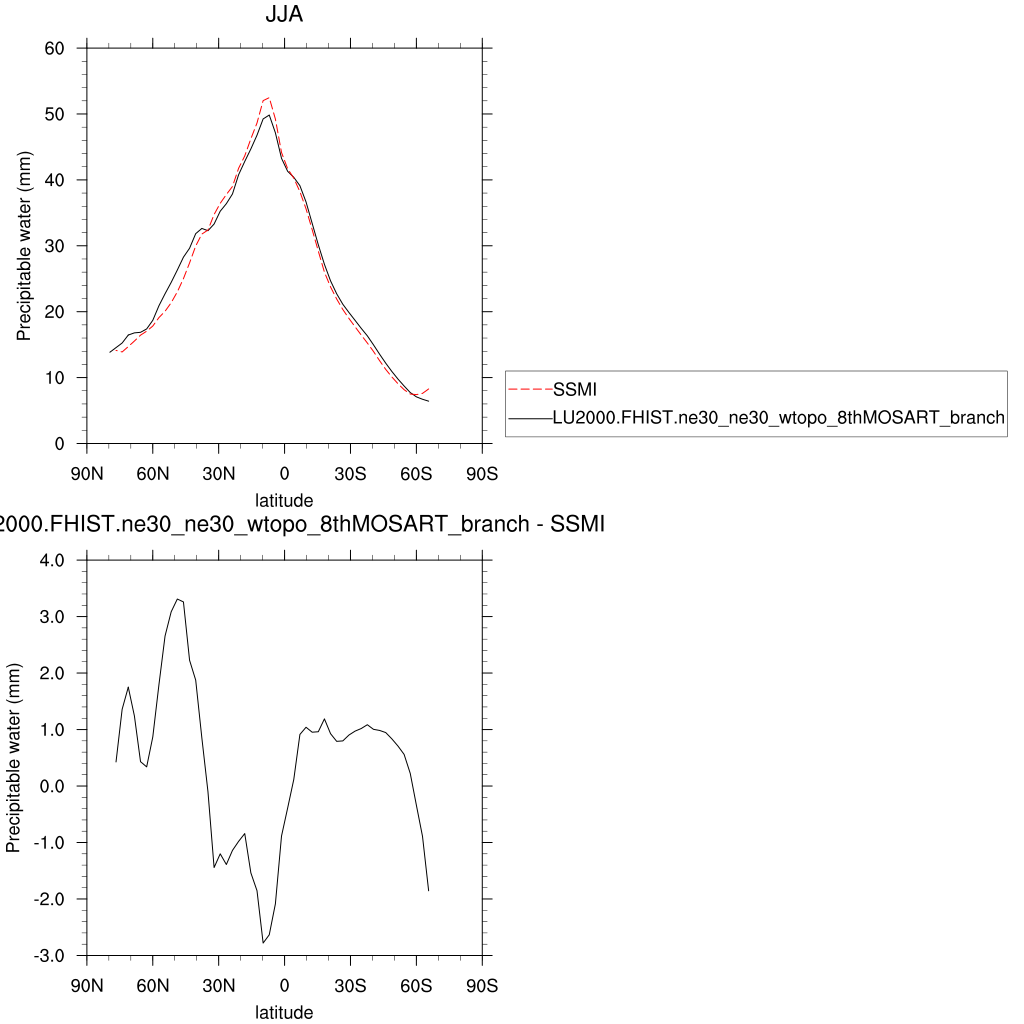 JJA
60
50
40
30
20
10
0
Precipitable water (mm)
90N 60N 30N 0 30S 60S 90S
latitude
SSMI
LU2000.FHIST.ne30_ne30_wtopo_8thMOSART_branch
2000.FHIST.ne30_ne30_wtopo_8thMOSART_branch - SSMI
4.0
3.0
2.0
1.0
0.0
-1.0
-2.0
-3.0
Precipitable water (mm)
90N 60N 30N 0 30S 60S 90S
latitude